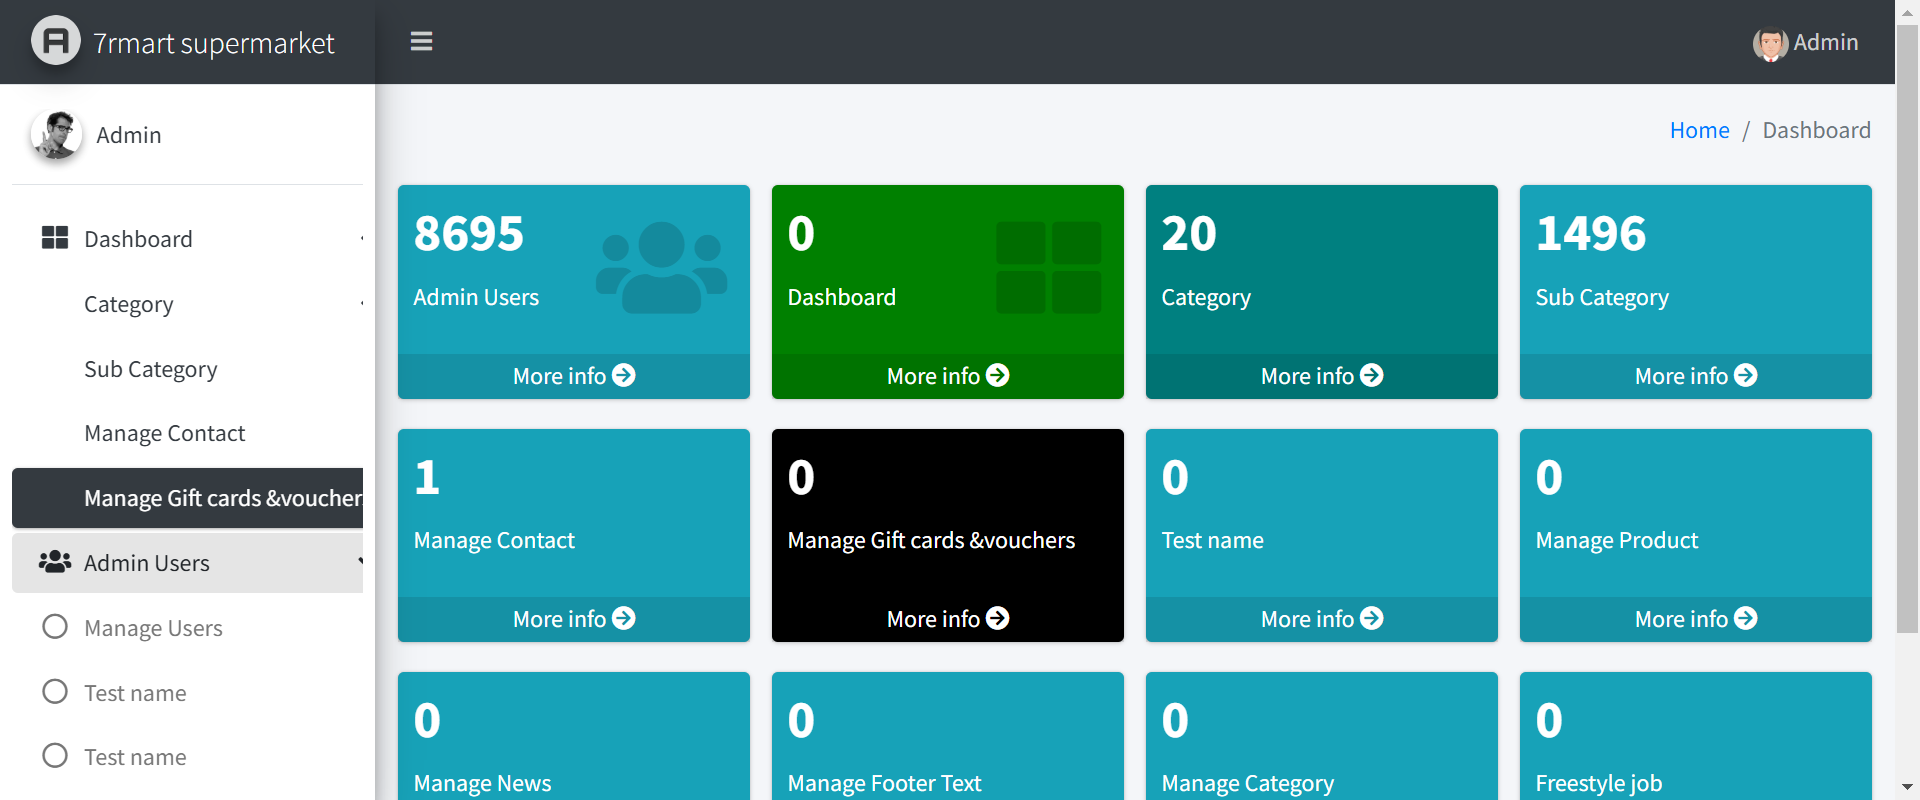 7rmart supermarket
Admin
Admin
Home / Dashboard
Dashboard
Category
Sub Category
Manage Contact
Manage Gift cards &voucher
Admin Users
Manage Users
Test name
Test name
8695
Admin Users
More info
0
Dashboard
More info
20
Category
More info
1496
Sub Category
More info
1
Manage Contact
More info
0
Manage Gift cards &vouchers
More info
0
Test name
More info
0
Manage Product
More info
0
Manage News
0
Manage Footer Text
0
Manage Category
0
Freestyle job